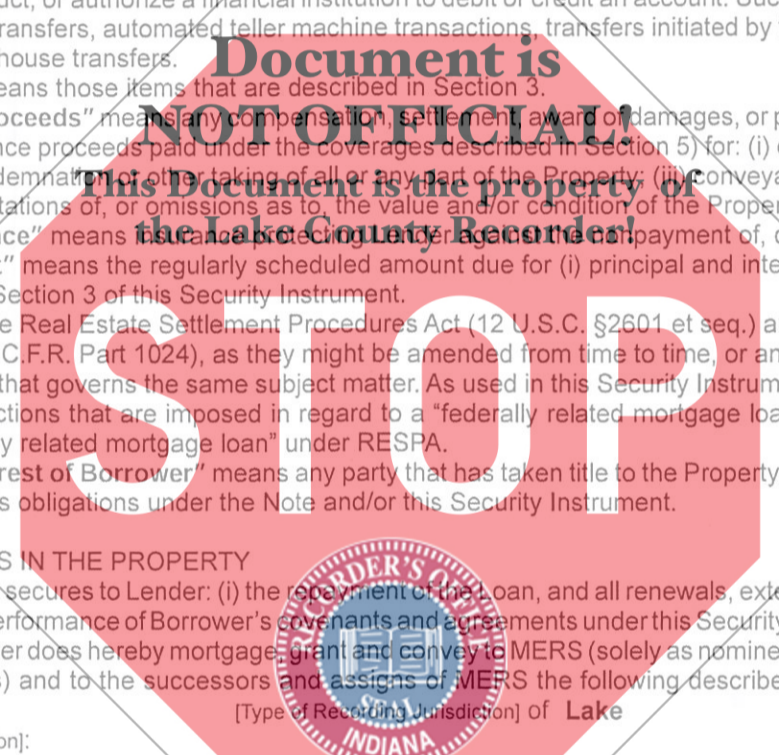 ransfers, automated teller machine transactions, transfers initiated by
house transfers.
Document is
eans those items that are described in Section 3.
oceeds" means any compensation, settlement, award of damages, or
NOT OFFICIAL!
nce proceeds paid under the coverages described in Section 5) for: (i)
This Document is the property of
other taking of all or any part of the Property; (iii) conveya
tations of, or omissions as to, the value and/or condition of the Proper
the Lake County Recorder!
ce" means insurance protecting Lender against the payment of,
" means the regularly scheduled amount due for (i) principal and inte
Section 3 of this Security Instrument.
STOP
e Real Estate Settlement Procedures Act (12 U.S.C. §2601 et seq.) a
C.F.R. Part 1024), as they might be amended from time to time, or an
that governs the same subject matter. As used in this Security Instrum
ctions that are imposed in regard to a "federally related mortgage loa
y related mortgage loan" under RESPA.
rest of Borrower" means any party that has taken title to the Property
s obligations under the Note and/or this Security Instrument.
S IN THE PROPERTY
secures to Lender: (i) the repayment of the Loan, and all renewals, exte
erformance of Borrower's covenants and agreements under this Security
er does hereby mortgage, grant and convey to MERS (solely as nomine
s) and to the successors and assigns of MERS the following describe
[Type of Recording Jurisdiction] of Lake
on]:
RECORDER'S OFFICE
SEAL
INDIANA